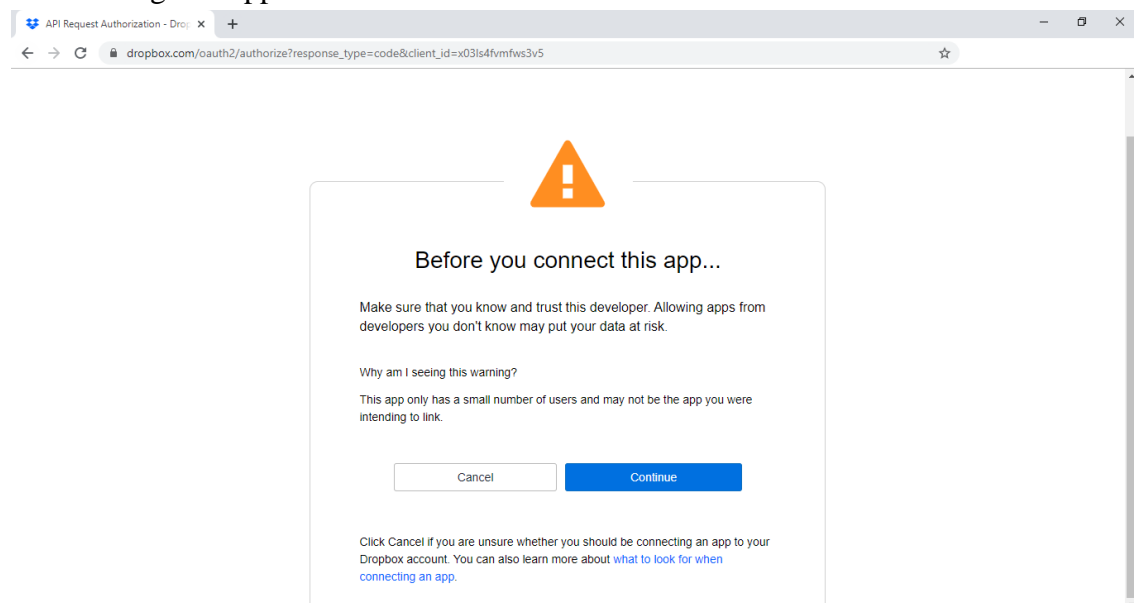 API Request Authorization - Drop
dropbox.com/oauth2/authorize?response_type=code&client_id=x03ls4fvmfws3v5
Before you connect this app...
Make sure that you know and trust this developer. Allowing apps from
developers you don't know may put your data at risk.
Why am I seeing this warning?
This app only has a small number of users and may not be the app you were
intending to link.
Cancel Continue
Click Cancel if you are unsure whether you should be connecting an app to your
Dropbox account. You can also learn more about what to look for when
connecting an app.